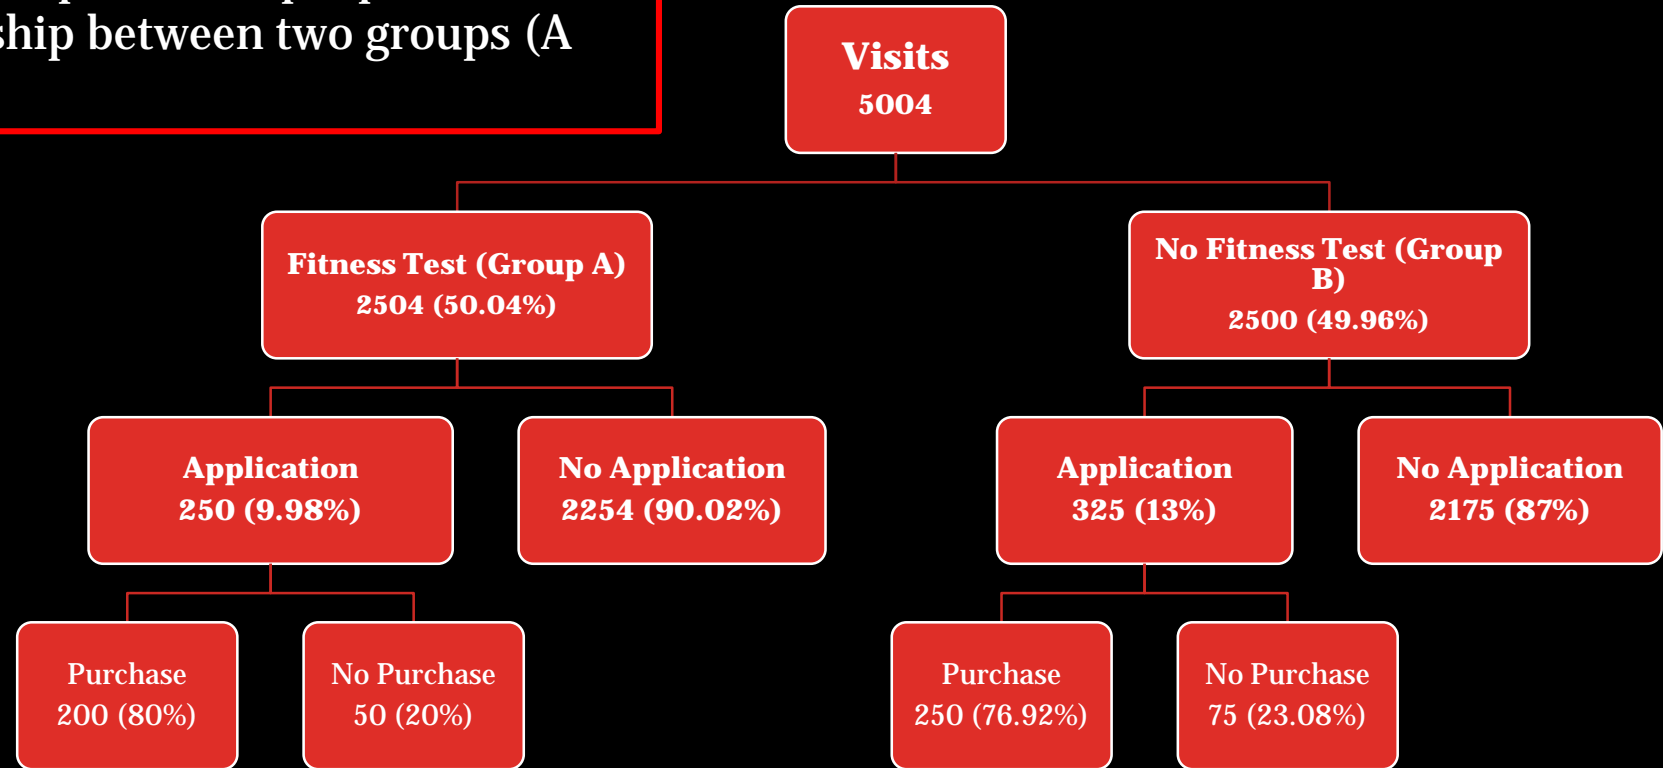 ship between two groups (A
Visits
5004
Fitness Test (Group A)
2504 (50.04%)
No Fitness Test (Group
B)
2500 (49.96%)
Application
250 (9.98%)
No Application
2254 (90.02%)
Application
325 (13%)
No Application
2175 (87%)
Purchase
200 (80%)
No Purchase
50 (20%)
Purchase
250 (76.92%)
No Purchase
75 (23.08%)